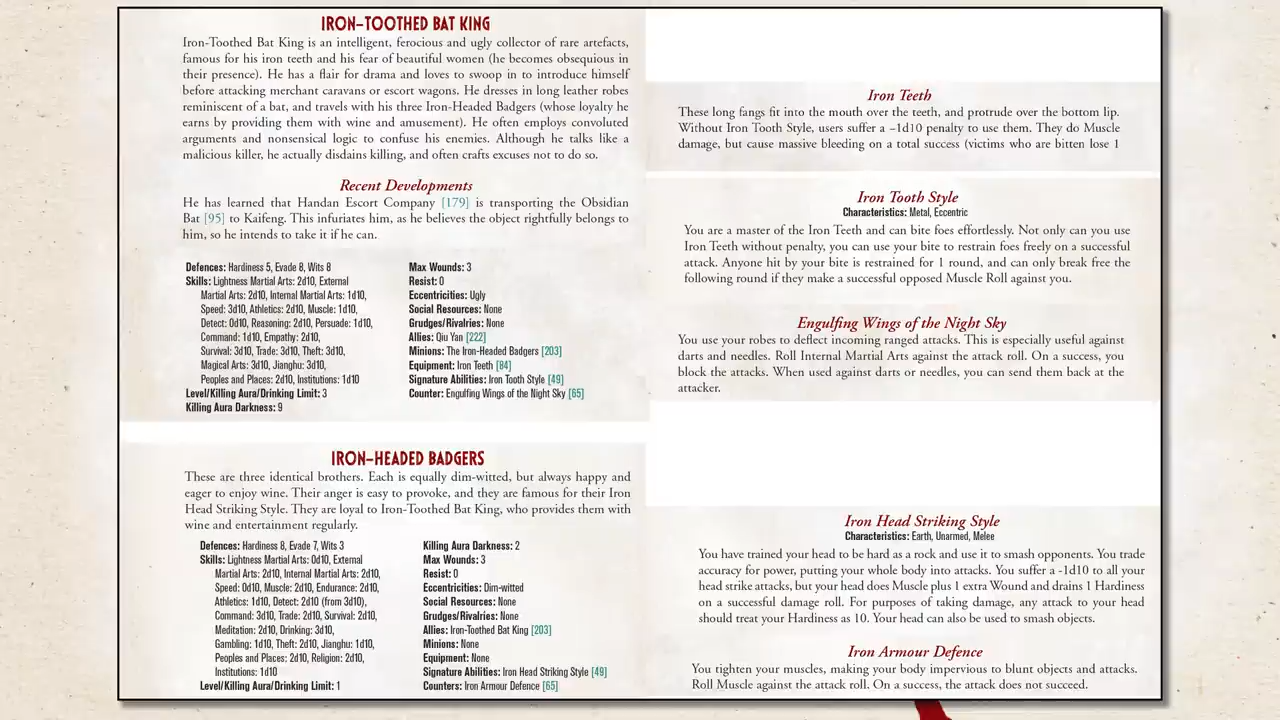 IRON-TOOTHED BAT KING
Iron-Toothed Bat King is an intelligent, ferocious and ugly collector of rare artefacts,
famous for his iron teeth and his fear of beautiful women (he becomes obsequious in
their presence). He has a flair for drama and loves to swoop in to introduce himself
before attacking merchant caravans or escort wagons. He dresses in long leather robes
reminiscent of a bat, and travels with his three Iron-Headed Badgers (whose loyalty he
earns by providing them with wine and amusement). He often employs convoluted
arguments and nonsensical logic to confuse his enemies. Although he talks like a
malicious killer, he actually disdains killing, and often crafts excuses not to do so.
Recent Developments
He has leaned that Handan Escort Company [179] is transporting the Obsidian
Bat [95] to Kaifeng. This infuriates him, as he believes the object rightfully belongs to
him, so he intends to take it if he can.
Defences: Hardiness 5, Evade 8, Wits 8
Skills: Lightness Martial Arts: 2d10, External
Martial Arts: 2d10, Internal Martial Arts: 1d10,
Speed: 3d10, Athletics: 2d10, Muscle: 1d10,
Detect: 0d10, Reasoning: 2d10, Persuade: 1d10,
Command: 1d10, Empathy: 2d10,
Survival: 3d10, Trade: 3d10, Theft: 3d10,
Magical Arts: 3d10, Jianghu: 3d10,
Peoples and Places: 2d10, Institutions: 1d10
Level/Killing Aura/Drinking Limit: 3
Killing Aura Darkness: 9
Max Wounds: 3
Resist: 0
Eccentricities: Ugly
Social Resources: None
Grudges/Rivalries: None
Allies: Qiu Yan [222]
Minions: The Iron-Headed Badgers [203]
Equipment: Iron Teeth [84]
Signature Abilities: Iron Tooth Style [49]
Counter: Engulfing Wings of the Night Sky [65]
IRON-HEADED BADGERS
These are three identical brothers. Each is equally dim-witted, but always happy and
eager to enjoy wine. Their anger is easy to provoke, and they are famous for their Iron
Head Striking Style. They are loyal to Iron-Toothed Bat King, who provides them with
wine and entertainment regularly.
Defences: Hardiness 8, Evade 7, Wits 3
Skills: Lightness Martial Arts: 0d10, External
Martial Arts: 2d10, Internal Martial Arts: 2d10,
Speed: 0d10, Muscle: 2d10, Endurance: 2d10,
Athletics: 1d10, Detect: 2d10 (from 3d10),
Command: 3d10, Trade: 2d10, Survival: 2d10,
Meditation: 2d10, Drinking: 3d10,
Gambling: 1d10, Theft: 2d10, Jianghu: 1d10,
Peoples and Places: 2d10, Religion: 2d10,
Institutions: 1d10
Level/Killing Aura/Drinking Limit: 1
Killing Aura Darkness: 2
Max Wounds: 3
Resist: 0
Eccentricities: Dim-witted
Social Resources: None
Grudges/Rivalries: None
Allies: Iron-Toothed Bat King [203]
Minions: None
Equipment: None
Signature Abilities: Iron Head Striking Style [49]
Counters: Iron Armour Defence [65]
Iron Teeth
These long fangs fit into the mouth over the teeth, and protrude over the bottom lip.
Without Iron Tooth Style, users suffer a –1d10 penalty to use them. They do Muscle
damage, but cause massive bleeding on a total success (victims who are bitten lose 1
Iron Tooth Style
Characteristics: Metal, Eccentric
You are a master of the Iron Teeth and can bite foes effortlessly. Not only can you use
Iron Teeth without penalty, you can use your bite to restrain foes freely on a successful
attack. Anyone hit by your bite is restrained for 1 round, and can only break free the
following round if they make a successful opposed Muscle Roll against you.
Engulfing Wings of the Night Sky
You use your robes to deflect incoming ranged attacks. This is especially useful against
darts and needles. Roll Internal Martial Arts against the attack roll. On a success, you
block the attacks. When used against darts or needles, you can send them back at the
attacker.
Iron Head Striking Style
Characteristics: Earth, Unarmed, Melee
You have trained your head to be hard as a rock and use it to smash opponents. You trade
accuracy for power, putting your whole body into attacks. You suffer a -1d10 to all your
head strike attacks, but your head does Muscle plus 1 extra Wound and drains 1 Hardiness
on a successful damage roll. For purposes of taking damage, any attack to your head
should treat your Hardiness as 10. Your head can also be used to smash objects.
Iron Armour Defence
You tighten your muscles, making your body impervious to blunt objects and attacks.
Roll Muscle against the attack roll. On a success, the attack does not succeed.